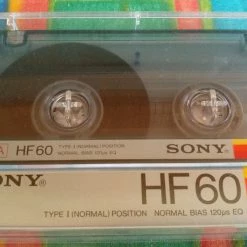 A HF60 TYPE I (NORMAL) POSITION NORMAL BIAS 120μs EQ SONY
SONY® HF60
TYPE I (NORMAL) POSITION NORMAL BIAS 120μs EQ